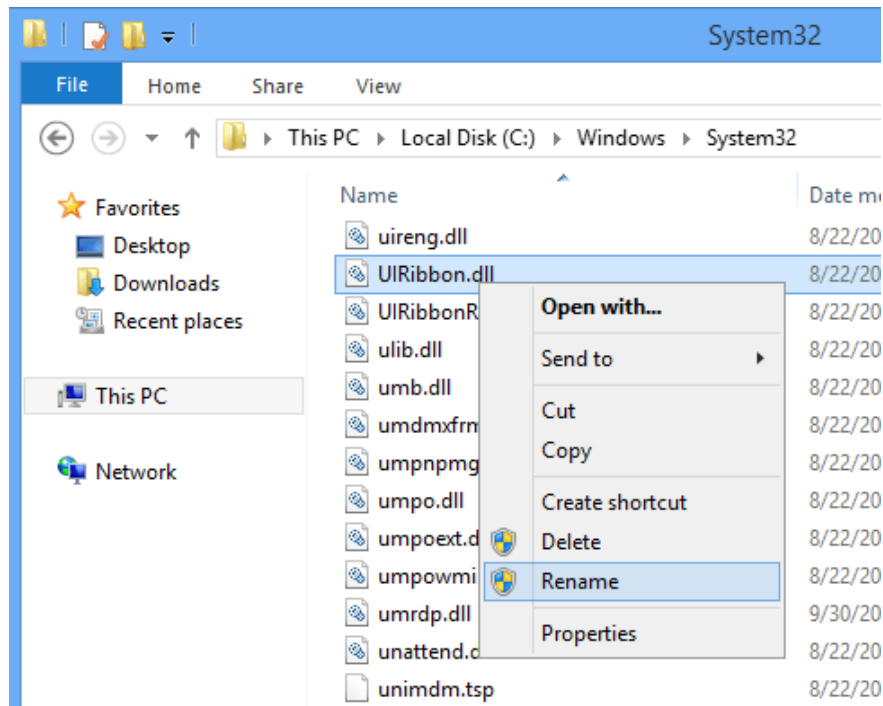 System32
File Home Share View
This PC Local Disk (C:) Windows System32
Favorites
Desktop
Downloads
Recent places
This PC
Network
Name Date mo
uireng.dll 8/22/20
UIRibbon.dll 8/22/20
UIRibbonR 8/22/20
ulib.dll 8/22/20
umb.dll 8/22/20
umdmxfrm 8/22/20
umpnpmg 8/22/20
umpo.dll 8/22/20
umpoext.d 8/22/20
umpowmi 8/22/20
umrdp.dll 9/30/20
unattend.d 8/22/20
unimdm.tsp 8/22/20
Open with...
Send to
Cut
Copy
Create shortcut
Delete
Rename
Properties